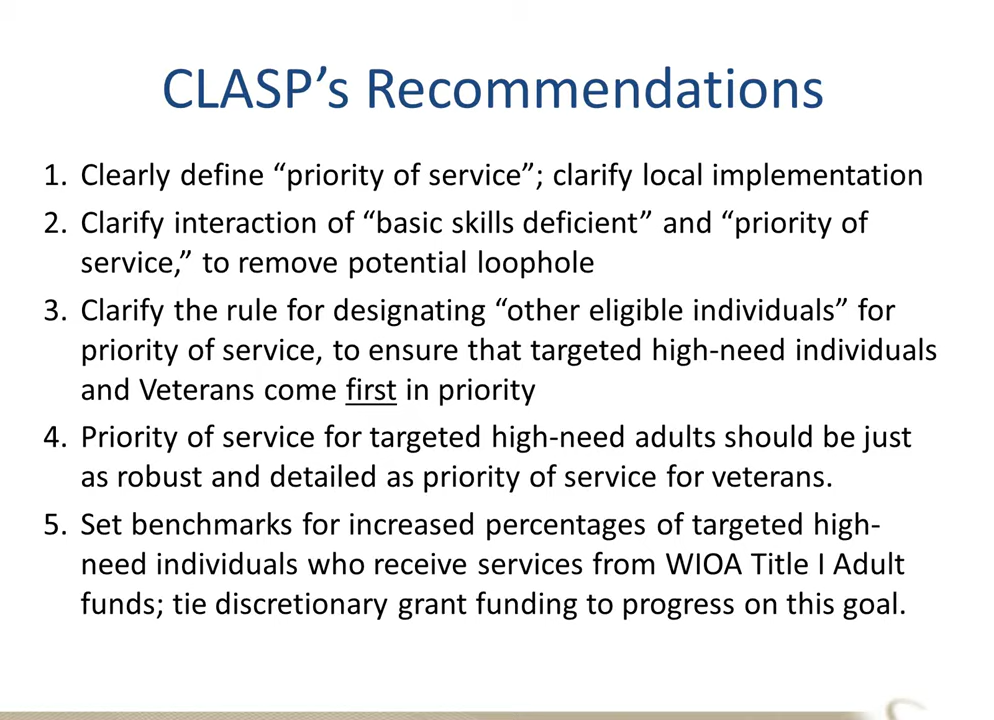 CLASP’s Recommendations
1. Clearly define “priority of service”; clarify local implementation
2. Clarify interaction of “basic skills deficient” and “priority of
service,” to remove potential loophole
3. Clarify the rule for designating “other eligible individuals” for
priority of service, to ensure that targeted high-need individuals
and Veterans come first in priority
4. Priority of service for targeted high-need adults should be just
as robust and detailed as priority of service for veterans.
5. Set benchmarks for increased percentages of targeted high-
need individuals who receive services from WIOA Title I Adult
funds; tie discretionary grant funding to progress on this goal.